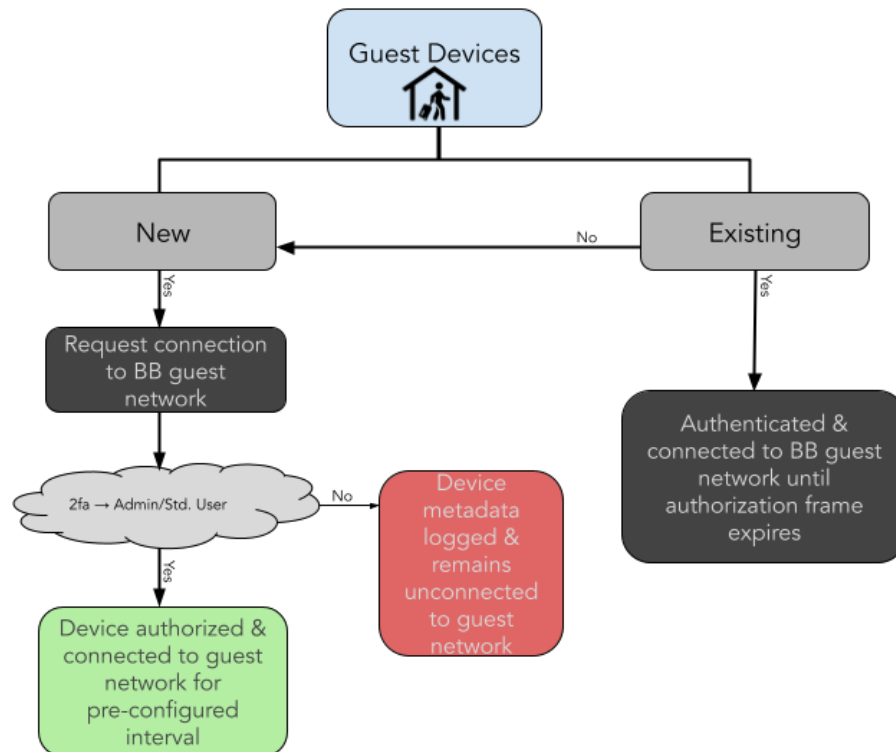 Guest Devices
New
No
Existing
Yes
Yes
Request connection
to BB guest
network
2fa → Admin/Std. User
No
Yes
Device
metadata
logged &
remains
unconnected
to guest
network
Authenticated &
connected to BB guest
network until
authorization frame
expires
Device authorized &
connected to guest
network for
pre-configured
interval